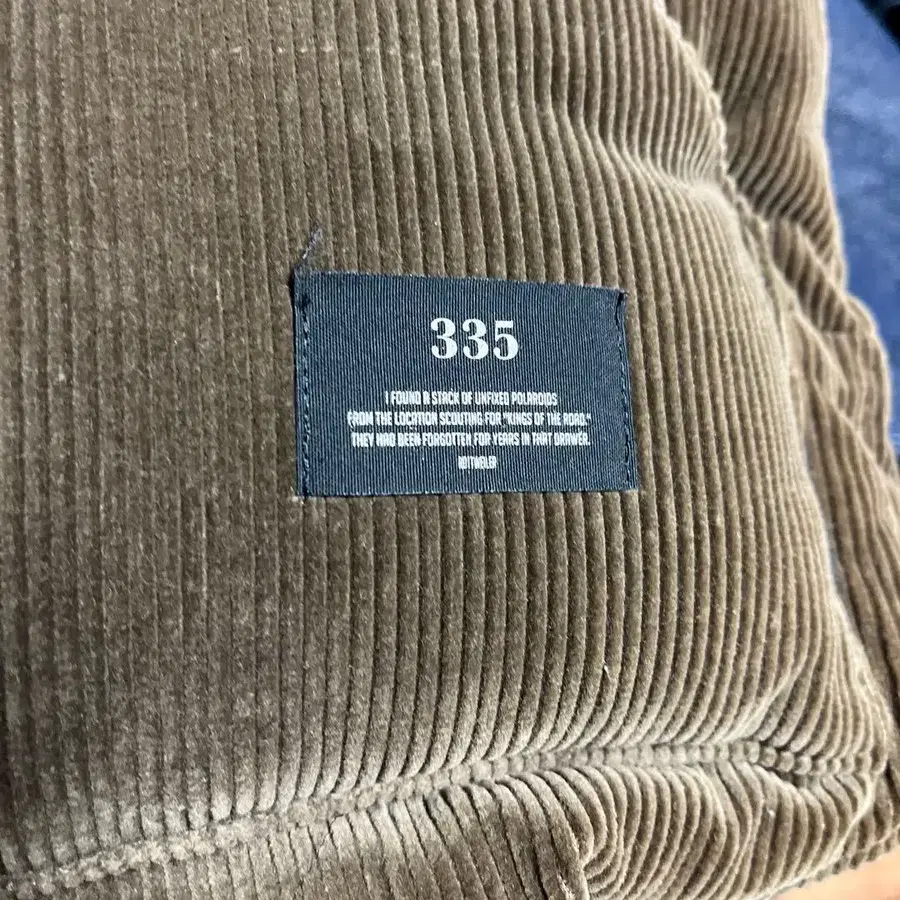 335
I FOUND A STACK OF UNFIXED POLAROIDS
FROM THE LOCATION SCOUTING FOR "KINGS OF THE ROAD."
THEY HAD BEEN FORGOTTEN FOR YEARS IN THAT DRAWER.